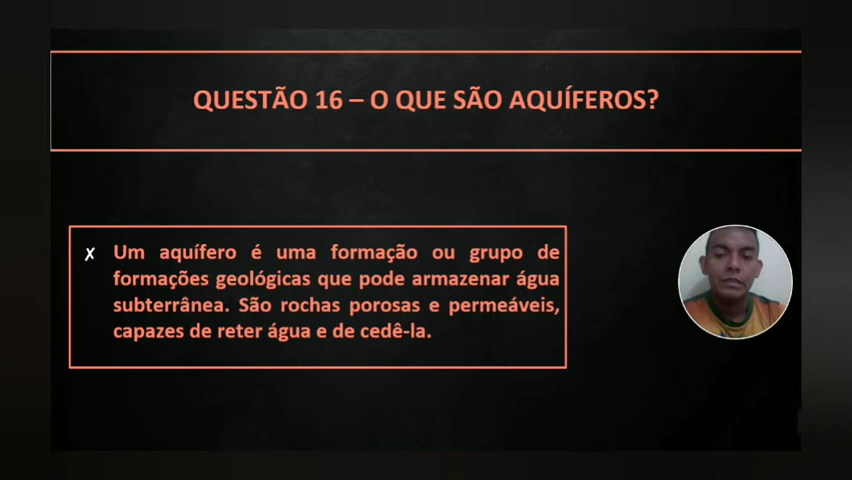 QUESTÃO 16 – O QUE SÃO AQUÍFEROS?
Um aquífero é uma formação ou grupo de
formações geológicas que pode armazenar água
subterrânea. São rochas porosas e permeáveis,
capazes de reter água e de cedê-la.